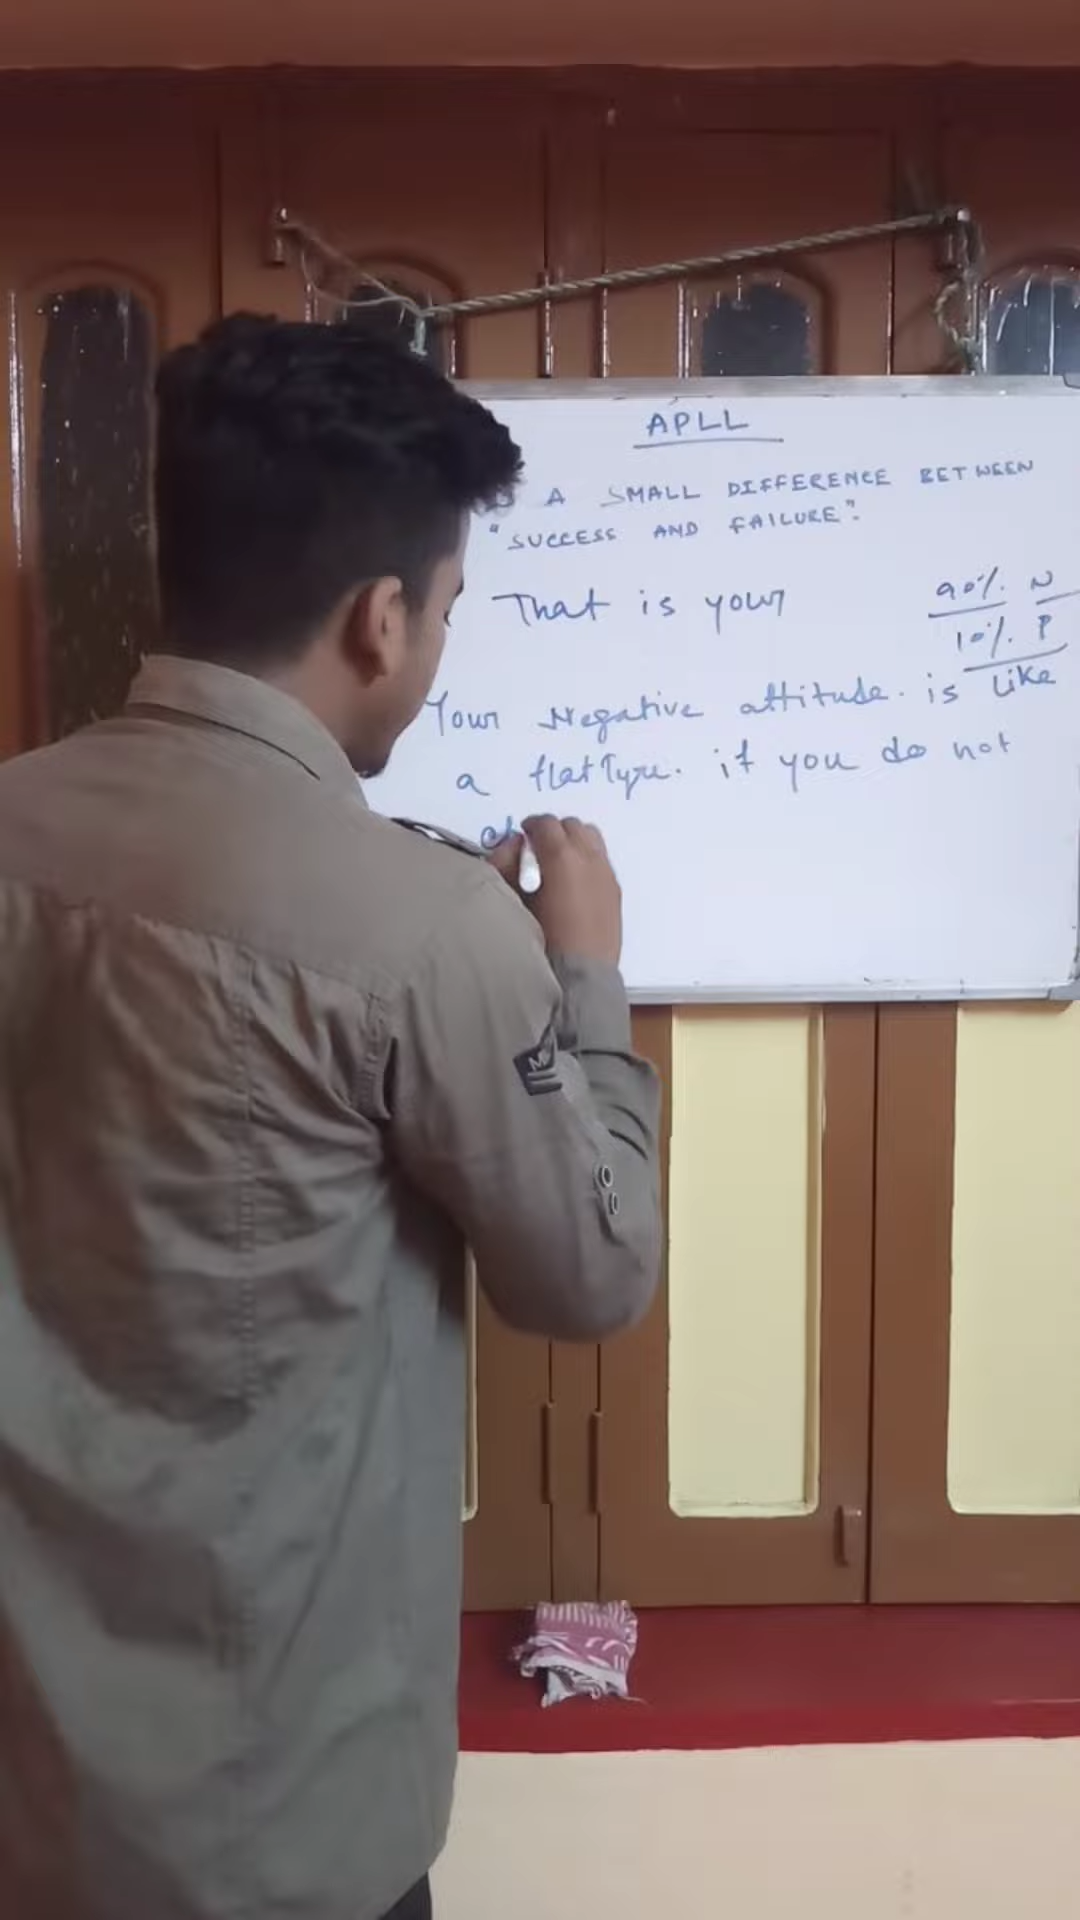 APLL
A SMALL DIFFERENCE BETWEEN
"SUCCESS AND FAILURE".
That is your
90% N
10% P
Your Negative attitude. is like
a flat Tyre. if you do not
ch
M